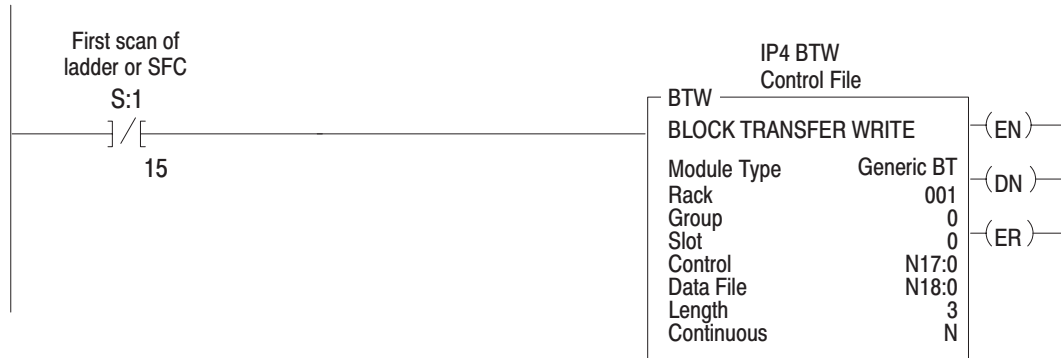 First scan of
ladder or SFC
S:1
15
IP4 BTW
Control File
BTW
BLOCK TRANSFER WRITE
Module Type Generic BT
Rack 001
Group 0
Slot 0
Control N17:0
Data File N18:0
Length 3
Continuous N
EN
DN
ER